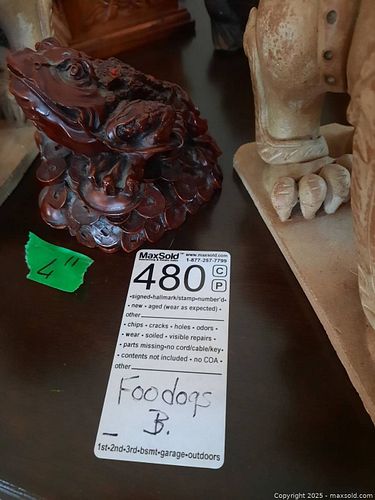 4"
MaxSold™ www.maxsold.com
1-877-257-7799
480 C P
•signed•hallmark/stamp•number'd•
• new • aged (wear as expected) •
other
• chips • cracks • holes • odors •
• wear • soiled • visible repairs •
• parts missing•no cord/cable/key•
• contents not included • no COA •
other
Foodogs
B.
1st•2nd•3rd•bsmt•garage•outdoors
© Copyright 2025 - maxsold.com